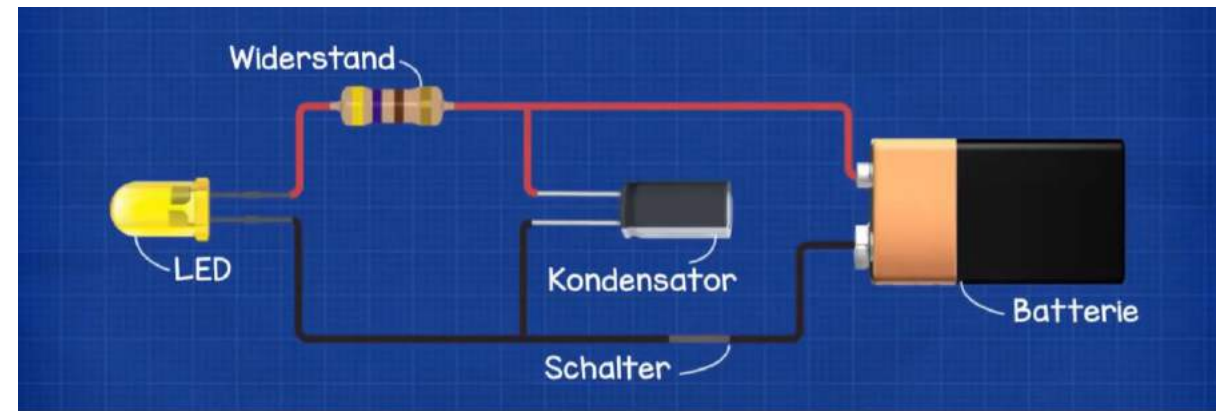 Widerstand
LED
Kondensator
Batterie
Schalter